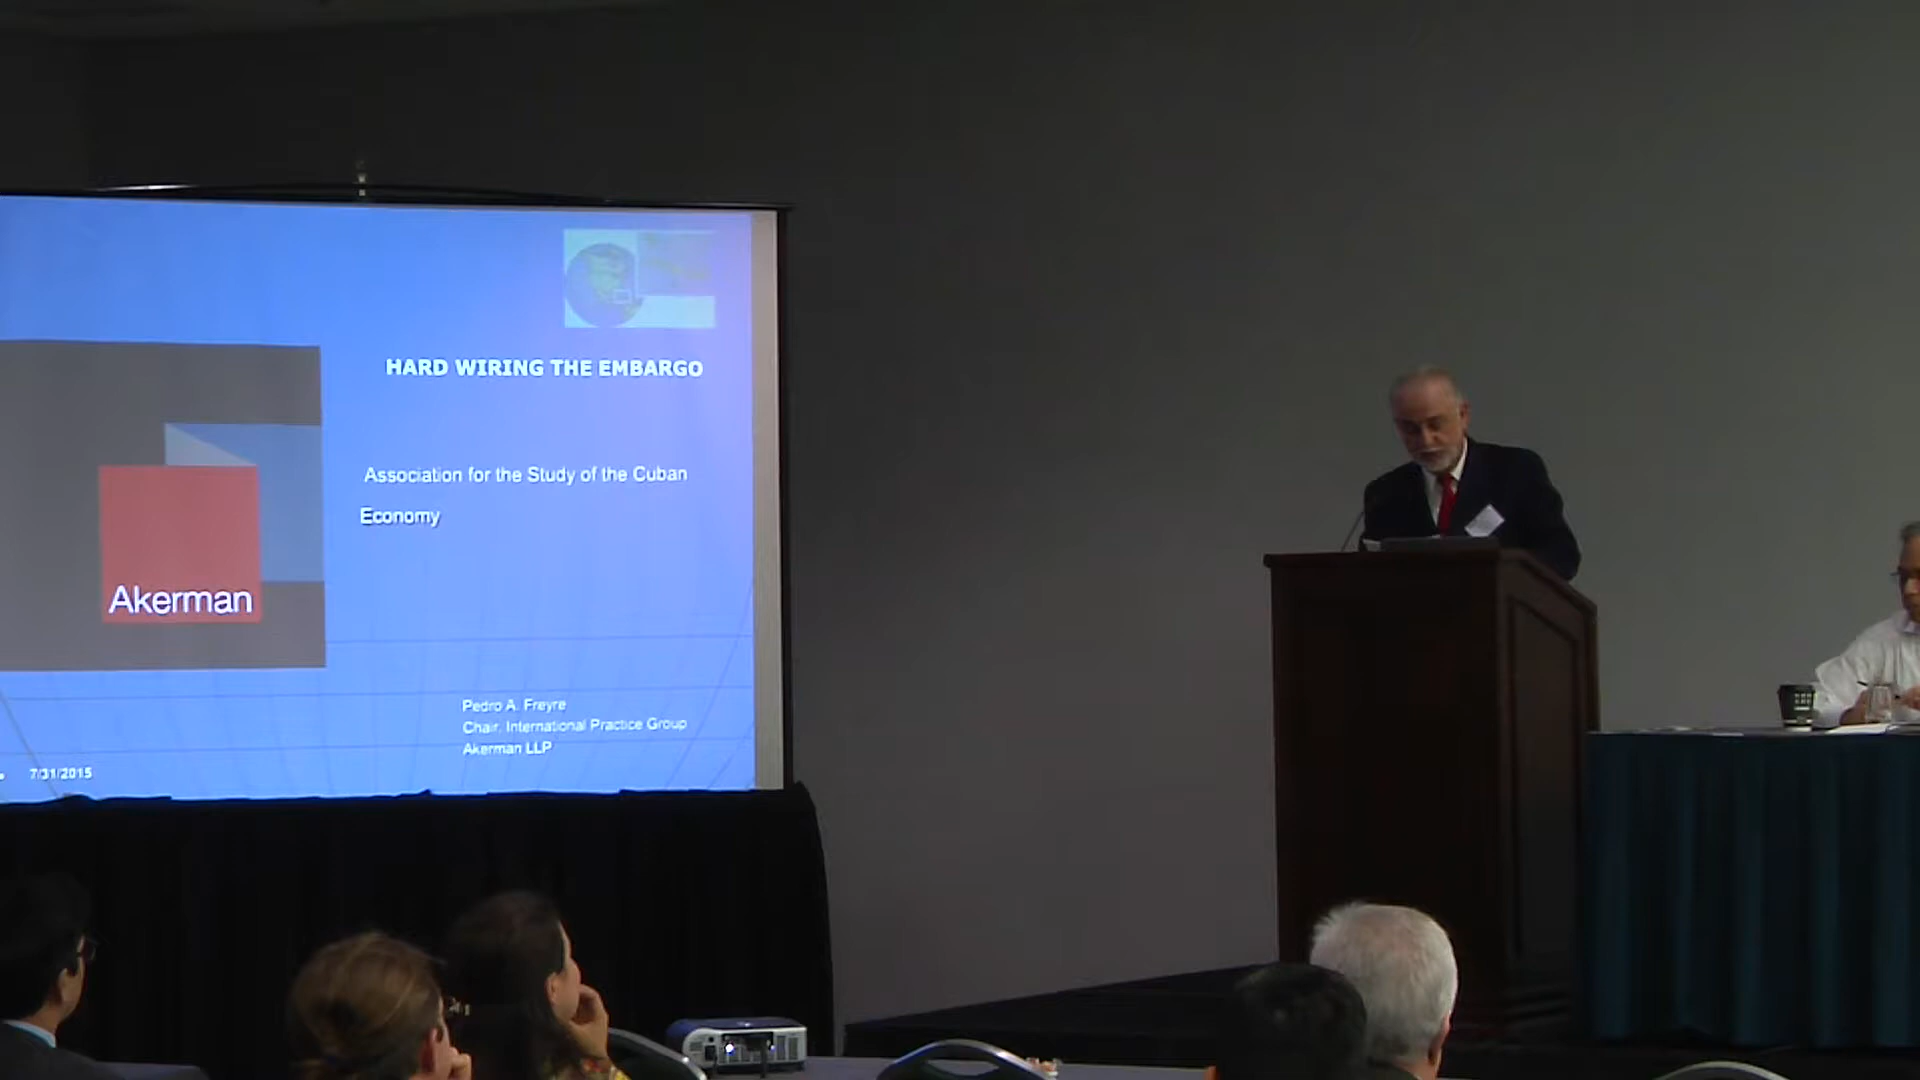 HARD WIRING THE EMBARGO
Association for the Study of the Cuban
Economy
Akerman
Pedro A. Freyre
Chair, International Practice Group
Akerman LLP
7/31/2015